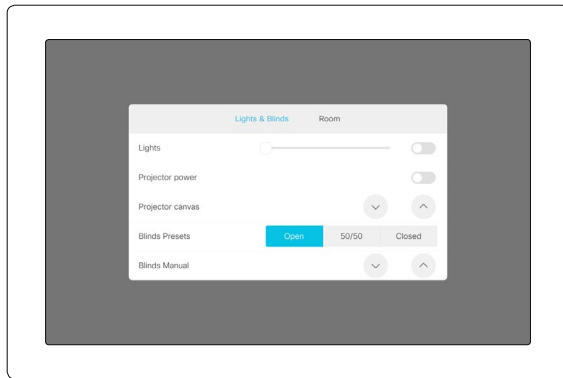 Lights & Blinds Room
Lights
Projector power
Projector canvas
Blinds Presets Open 50/50 Closed
Blinds Manual